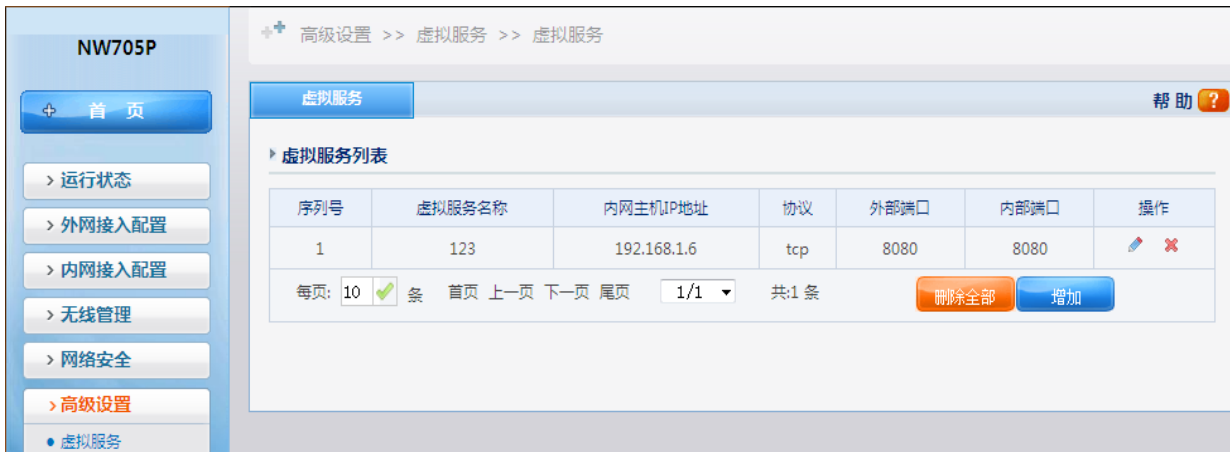 NW705P
首 页
运行状态
外网接入配置
内网接入配置
无线管理
网络安全
高级设置
虚拟服务
高级设置 >> 虚拟服务 >> 虚拟服务
虚拟服务
帮助 ?
虚拟服务列表
序列号 虚拟服务名称 内网主机IP地址 协议 外部端口 内部端口 操作
1 123 192.168.1.6 tcp 8080 8080
每页: 10 条 首页 上一页 下一页 尾页 1/1 共:1 条 删除全部 增加